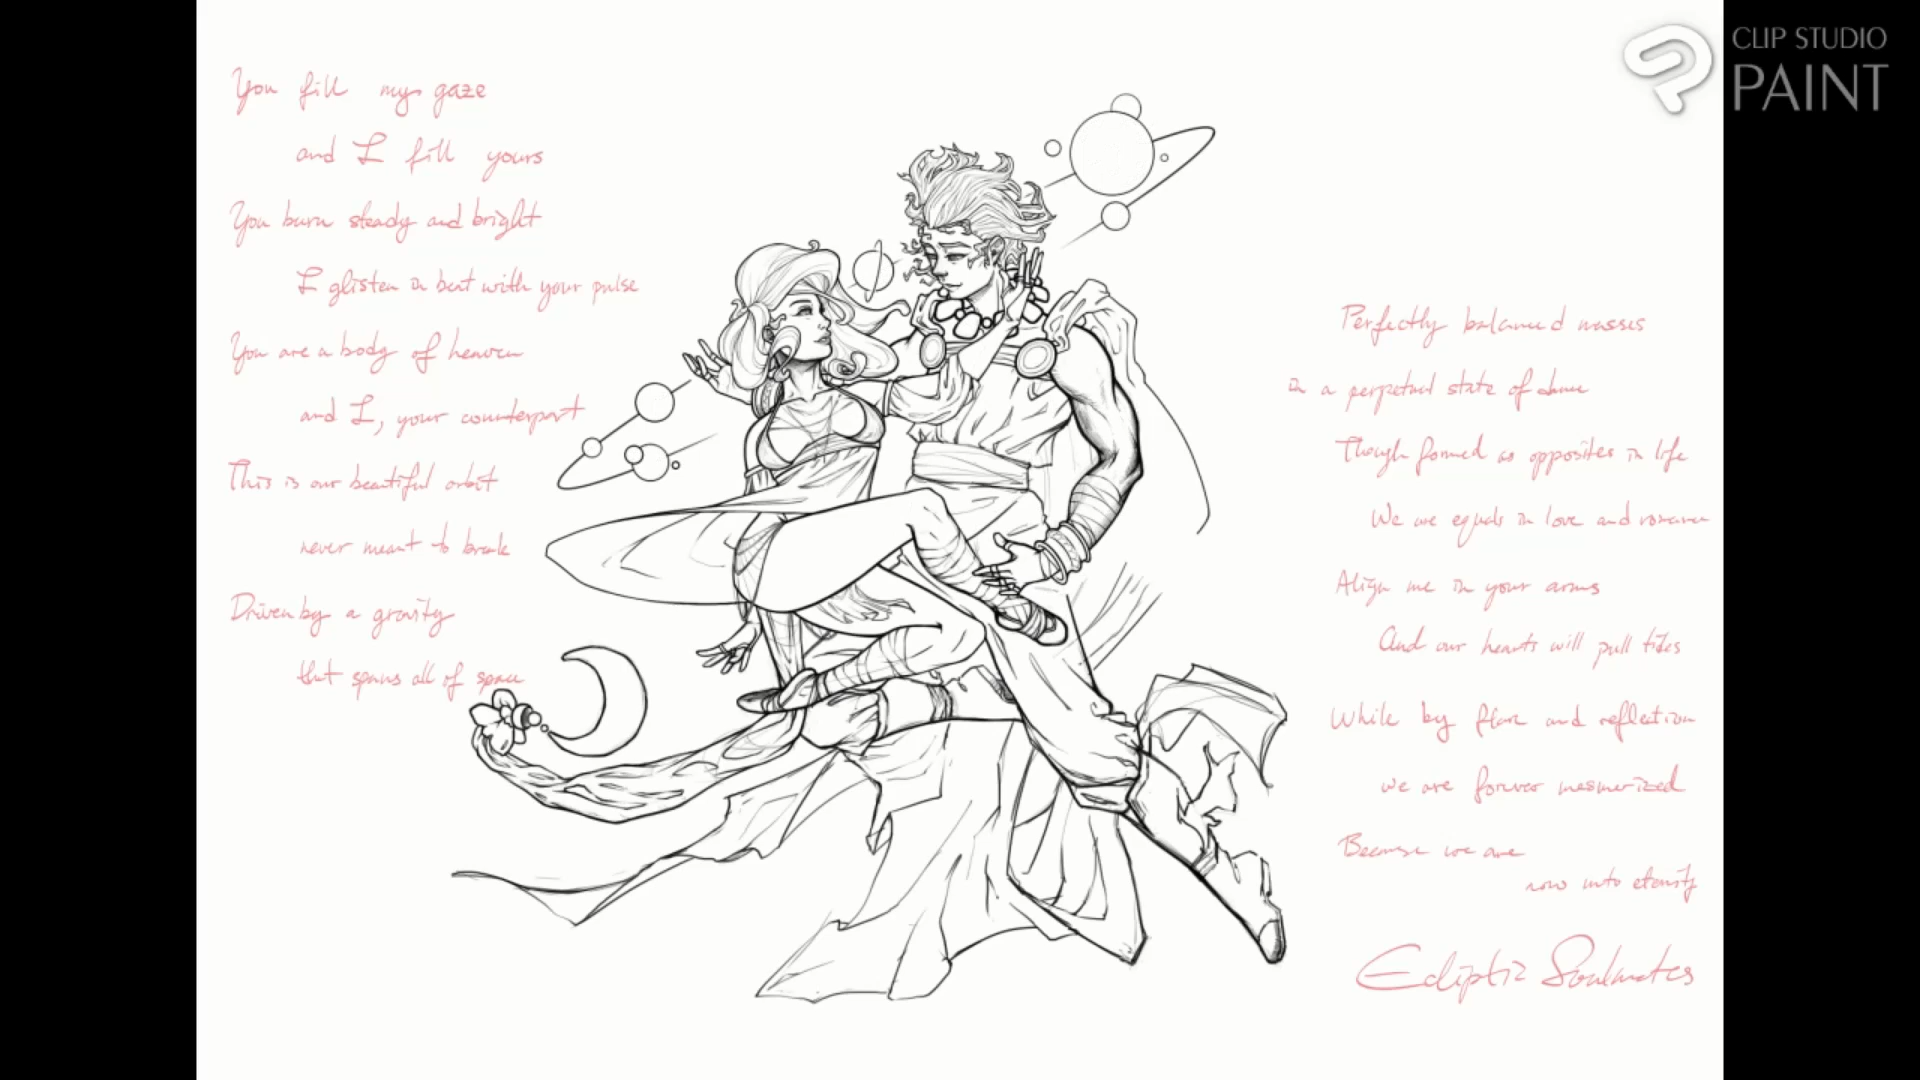 You fill my gaze
and I fill yours
You burn steady and bright
I glisten in beat with your pulse
You are a body of heaven
and I, your counterpart
This is our beautiful orbit
never meant to break
Driven by a gravity
that spans all of space
Perfectly balanced masses
in a perpetual state of dance
Though formed as opposites in life
We are equals in love and romance
Align me in your arms
And our hearts will pull tides
While by flare and reflection
we are forever mesmerized
Because we are
now into eternity
Ecliptic Soulmates
CLIP STUDIO
PAINT